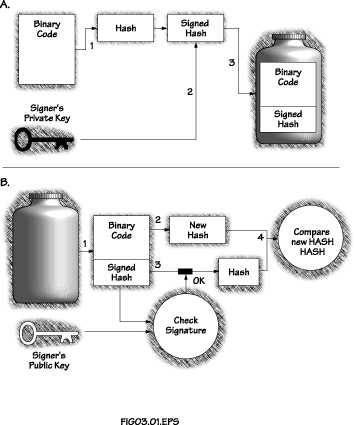 A.
Binary
Code
1
Hash
Signed
Hash
3
2
Binary
Code
Signed
Hash
Signer's
Private Key
B.
1
Binary
Code
Signed
Hash
2
New
Hash
3
OK
Hash
4
Compare
new HASH
HASH
Check
Signature
Signer's
Public Key
FIG03.01.EPS